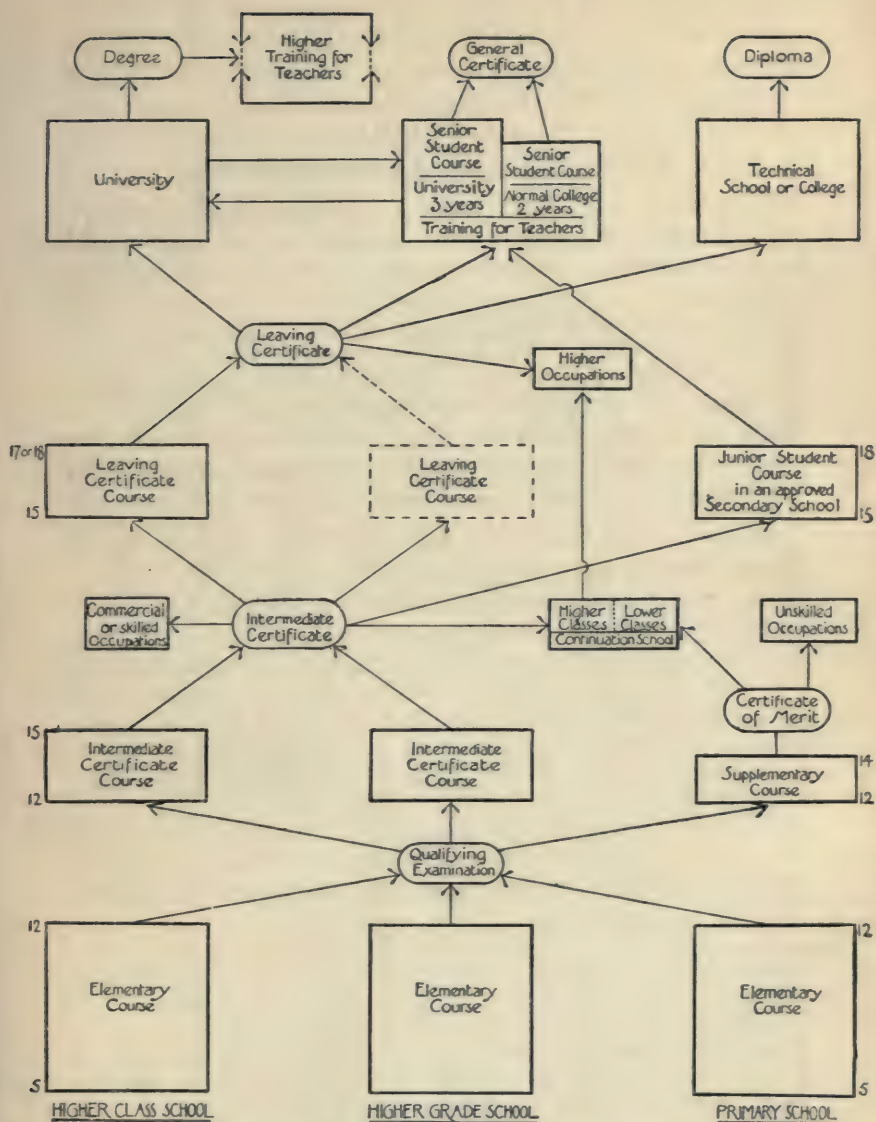 Degree
Higher
Training for
Teachers
General
Certificate
Diploma
University
Senior
Student
Course
University
3 years
Senior
Student Course
Normal College
2 years
Training for Teachers
Technical
School or College
Leaving
Certificate
Higher
Occupations
17 or 18
15
Leaving
Certificate
Course
Leaving
Certificate
Course
Junior Student
Course
in an approved
Secondary School
18
15
Commercial
or skilled
Occupations
Intermediate
Certificate
Higher
Classes
Lower
Classes
Continuation School
Unskilled
Occupations
Certificate
of Merit
15
12
Intermediate
Certificate
Course
Intermediate
Certificate
Course
Supplementary
Course
14
12
Qualifying
Examination
12
5
Elementary
Course
Elementary
Course
Elementary
Course
12
5
HIGHER CLASS SCHOOL
HIGHER GRADE SCHOOL
PRIMARY SCHOOL